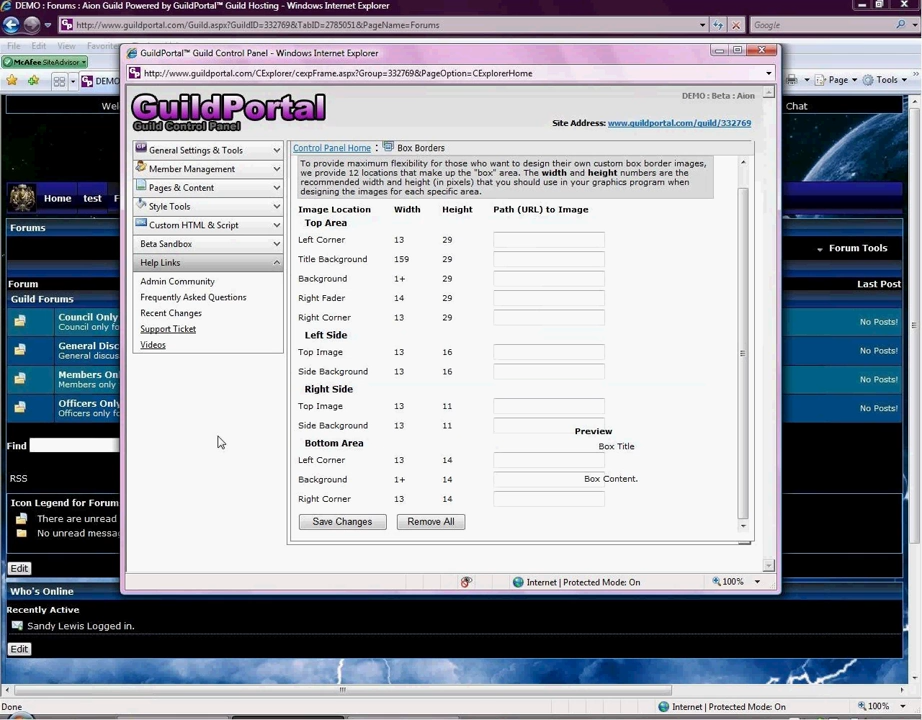 DEMO : Forums : Aion Guild Powered by GuildPortal™ Guild Hosting - Windows Internet Explorer
http://www.guildportal.com/Guild.aspx?GuildID=332769&TabID=2785051&PageName=Forums
Google
File Edit View Favorites
McAfee SiteAdvisor
DEMO
Page Tools
Welc
Chat
Home test F
Forums
Forum Tools
Forum
Last Post
Guild Forums
Council Only
Council only fo
No Posts!
General Disc
General discus
No Posts!
Members On
Members only
No Posts!
Officers Only
Officers only fo
No Posts!
Find
RSS
Icon Legend for Forum
There are unread
No unread messa
Edit
Who's Online
Recently Active
Sandy Lewis Logged in.
Edit
Done
Internet | Protected Mode: On
100%
GuildPortal™ Guild Control Panel - Windows Internet Explorer
http://www.guildportal.com/CExplorer/cexpFrame.aspx?Group=332769&PageOption=CExplorerHome
GuildPortal
Guild Control Panel
DEMO : Beta : Aion
Site Address: www.guildportal.com/guild/332769
General Settings & Tools
Member Management
Pages & Content
Style Tools
Custom HTML & Script
Beta Sandbox
Help Links
Admin Community
Frequently Asked Questions
Recent Changes
Support Ticket
Videos
Control Panel Home : Box Borders
To provide maximum flexibility for those who want to design their own custom box border images,
we provide 12 locations that make up the "box" area. The width and height numbers are the
recommended width and height (in pixels) that you should use in your graphics program when
designing the images for each specific area.
Image Location Width Height Path (URL) to Image
Top Area
Left Corner 13 29
Title Background 159 29
Background 1+ 29
Right Fader 14 29
Right Corner 13 29
Left Side
Top Image 13 16
Side Background 13 16
Right Side
Top Image 13 11
Side Background 13 11
Preview
Bottom Area
Box Title
Left Corner 13 14
Background 1+ 14
Box Content.
Right Corner 13 14
Save Changes Remove All
Internet | Protected Mode: On
100%